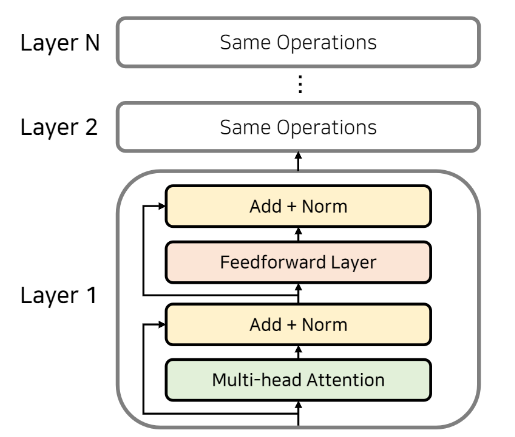 Layer N
Same Operations
⋮
Layer 2
Same Operations
Add + Norm
Feedforward Layer
Layer 1
Add + Norm
Multi-head Attention